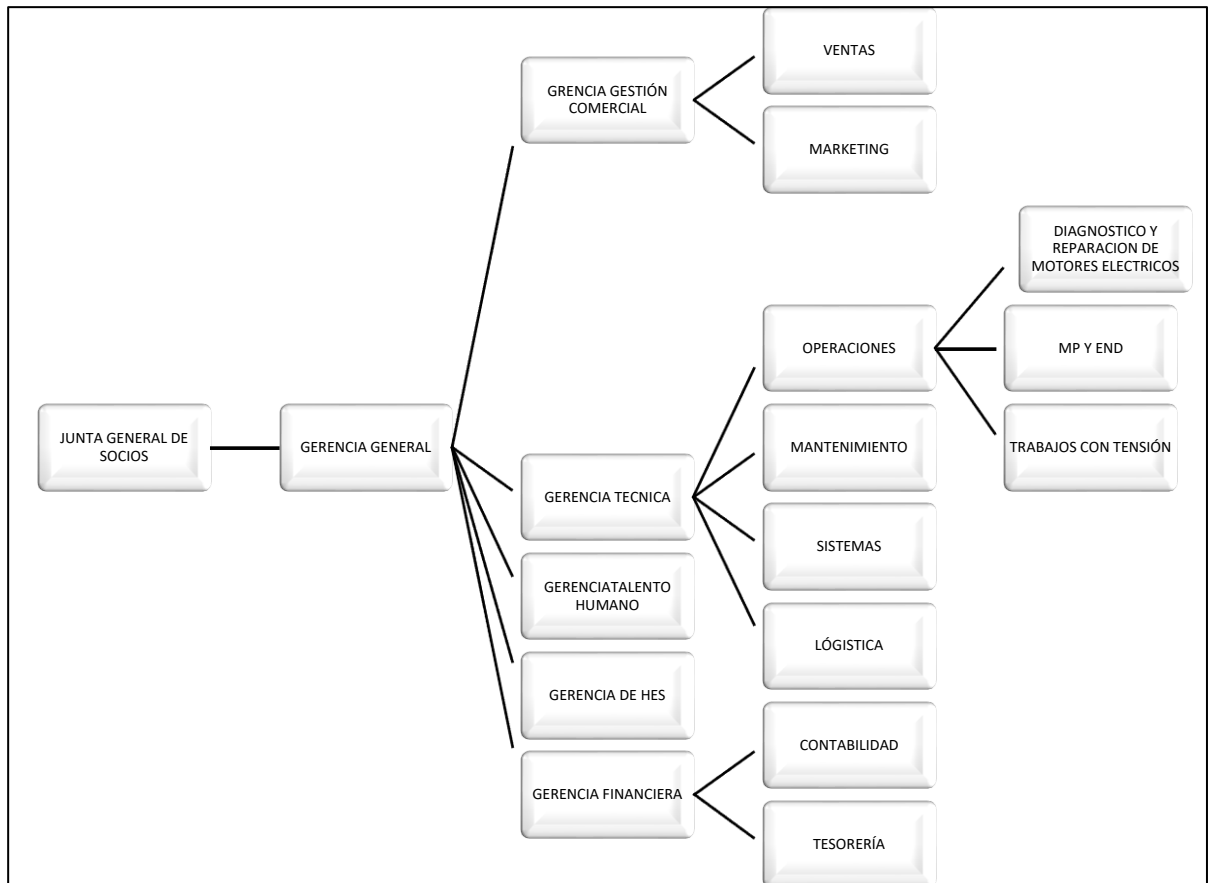 JUNTA GENERAL DE
SOCIOS
GERENCIA GENERAL
GRENCIA GESTIÓN
COMERCIAL
VENTAS
MARKETING
GERENCIA TECNICA
OPERACIONES
DIAGNOSTICO Y
REPARACION DE
MOTORES ELECTRICOS
MP Y END
TRABAJOS CON TENSIÓN
MANTENIMIENTO
SISTEMAS
LÓGISTICA
GERENCIATALENTO
HUMANO
GERENCIA DE HES
GERENCIA FINANCIERA
CONTABILIDAD
TESORERÍA